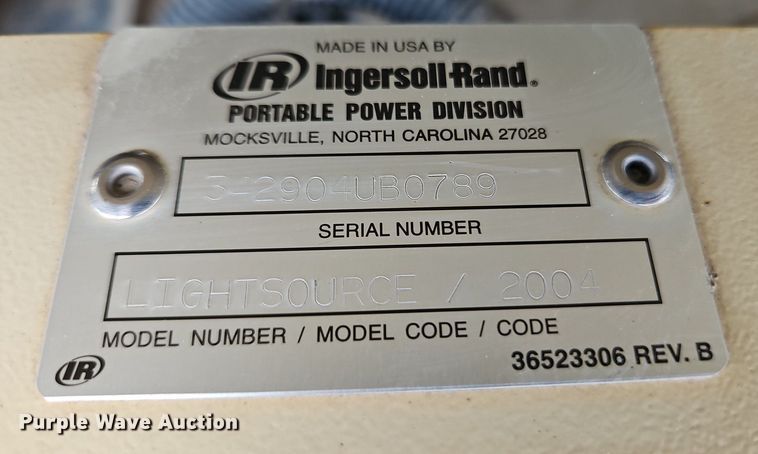 MADE IN USA BY
IR Ingersoll-Rand®
PORTABLE POWER DIVISION
MOCKSVILLE, NORTH CAROLINA 27028
342904UB0789
SERIAL NUMBER
LIGHTSOURCE / 2004
MODEL NUMBER / MODEL CODE / CODE
IR
36523306 REV. B
Purple Wave Auction